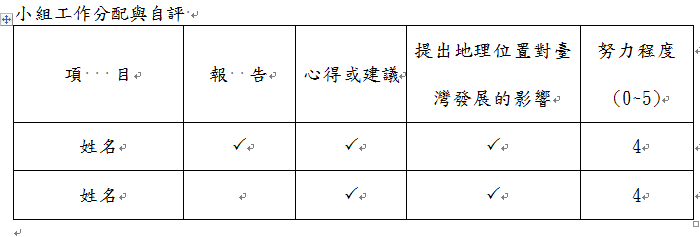 小組工作分配與自評
項 目 報 告 心得或建議 提出地理位置對臺灣發展的影響 努力程度(0~5)
姓名 ✓ ✓ ✓ 4
姓名 ✓ ✓ 4